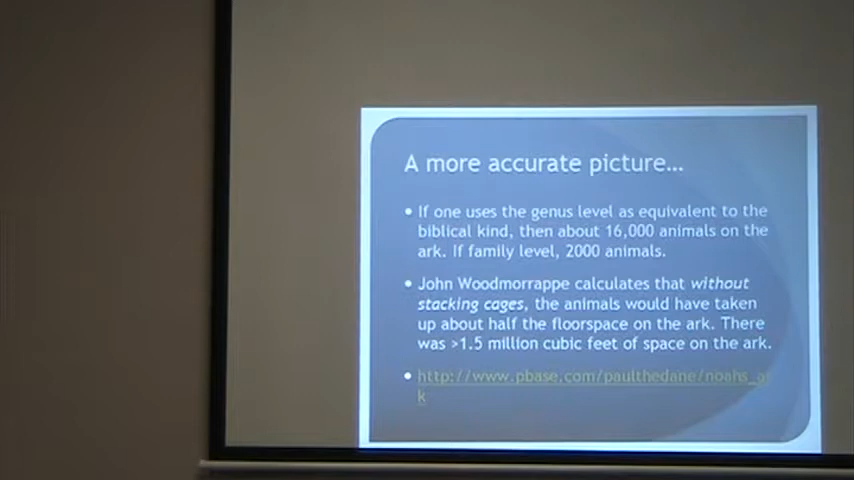 A more accurate picture…
• If one uses the genus level as equivalent to the
biblical kind, then about 16,000 animals on the
ark. If family level, 2000 animals.
• John Woodmorrappe calculates that without
stacking cages, the animals would have taken
up about half the floorspace on the ark. There
was >1.5 million cubic feet of space on the ark.
• http://www.pbase.com/paulthedane/noahs_ar
k